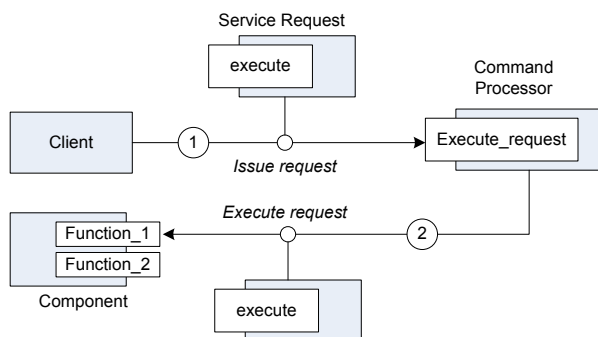 Service Request
execute
Command
Processor
Client
1
Execute_request
Issue request
Execute request
Function_1
2
Function_2
Component
execute